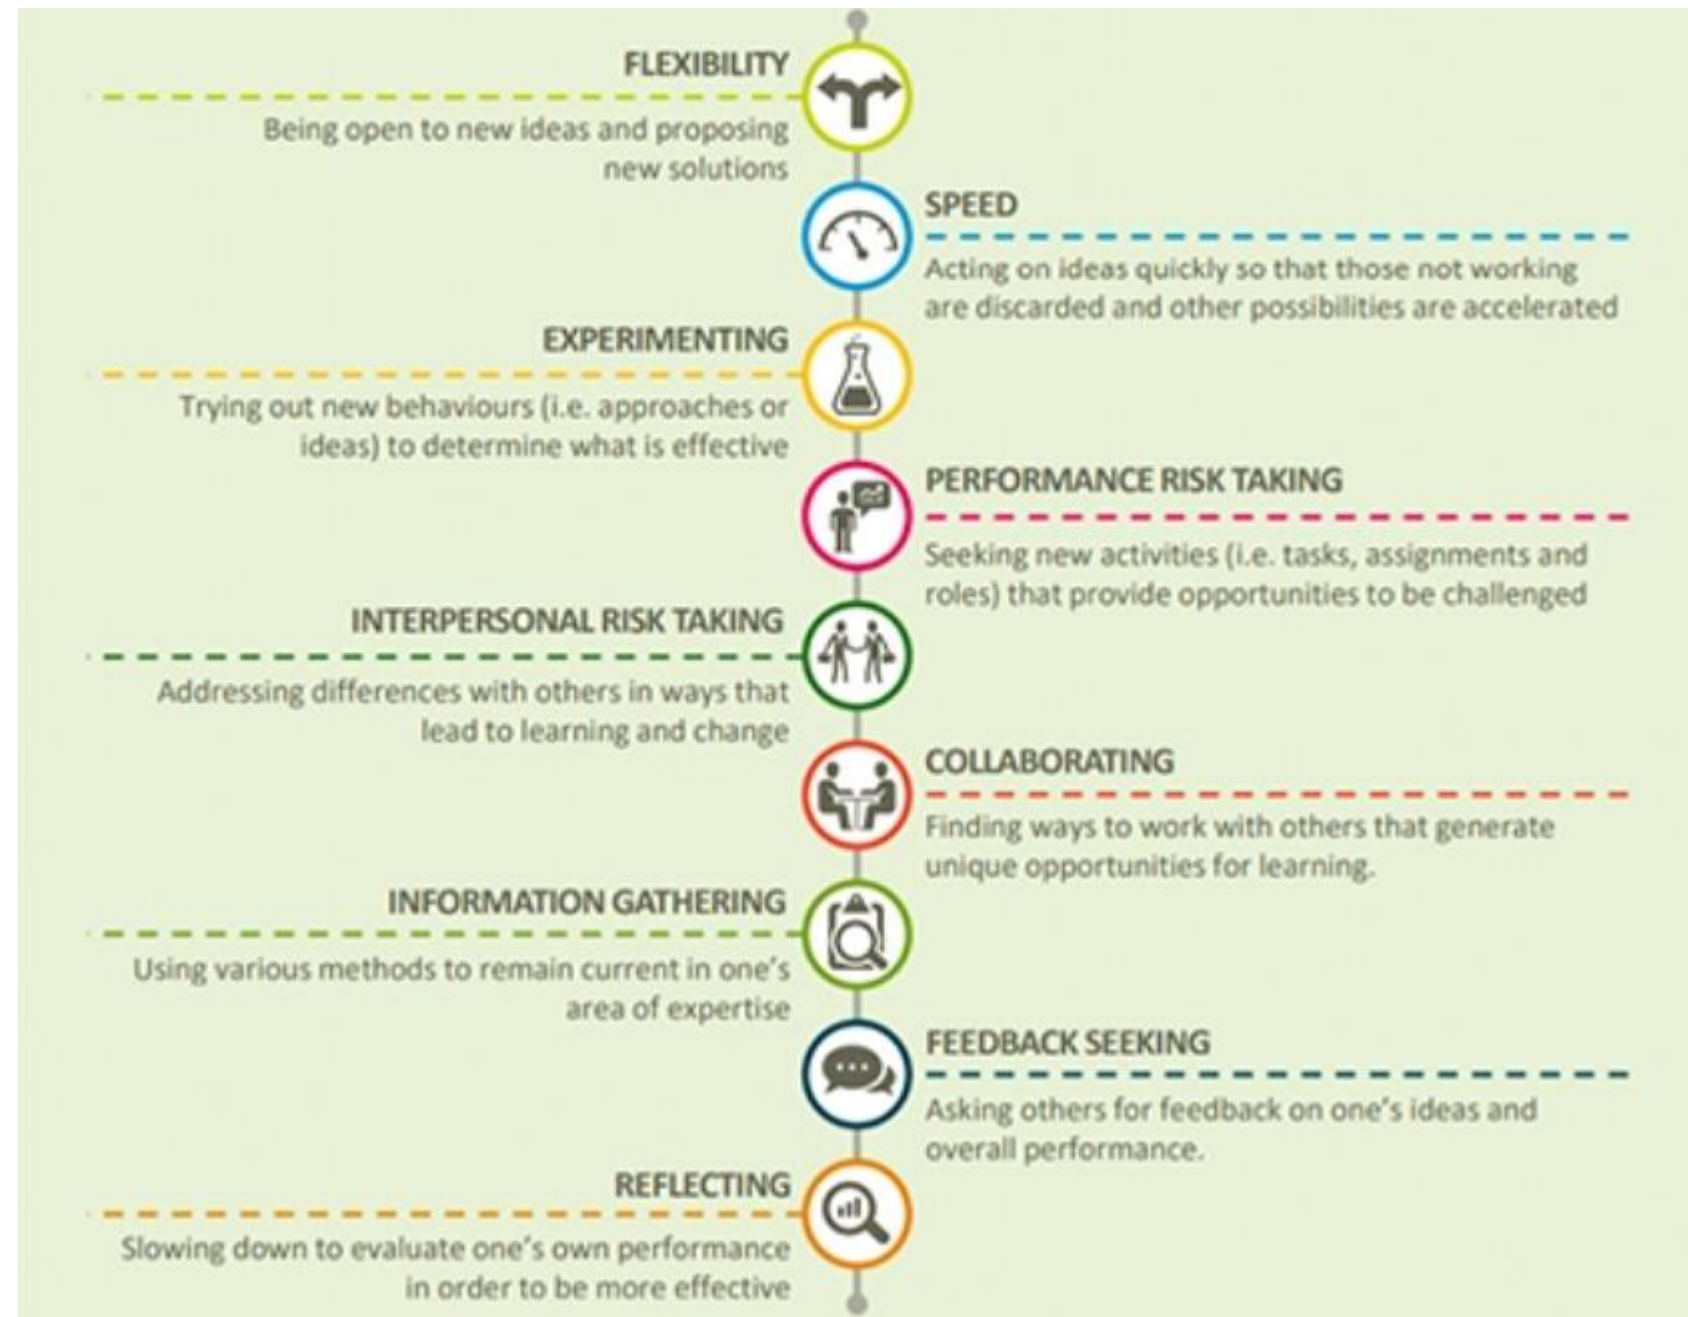 FLEXIBILITY
Being open to new ideas and proposing
new solutions
SPEED
Acting on ideas quickly so that those not working
are discarded and other possibilities are accelerated
EXPERIMENTING
Trying out new behaviours (i.e. approaches or
ideas) to determine what is effective
PERFORMANCE RISK TAKING
Seeking new activities (i.e. tasks, assignments and
roles) that provide opportunities to be challenged
INTERPERSONAL RISK TAKING
Addressing differences with others in ways that
lead to learning and change
COLLABORATING
Finding ways to work with others that generate
unique opportunities for learning.
INFORMATION GATHERING
Using various methods to remain current in one's
area of expertise
FEEDBACK SEEKING
Asking others for feedback on one's ideas and
overall performance.
REFLECTING
Slowing down to evaluate one's own performance
in order to be more effective